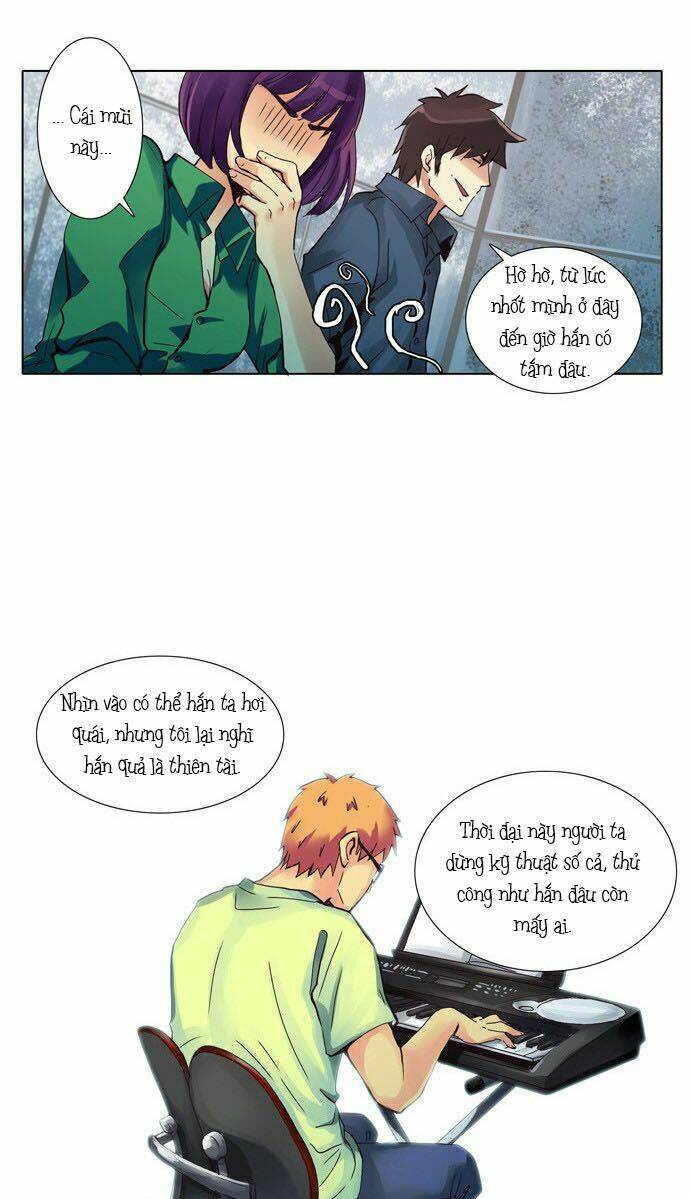 ... Cái mùi
này...
Hờ hờ, từ lúc
nhốt mình ở đây
đến giờ hắn có
tắm đâu.
Nhìn vào có thể hắn ta hơi
quái, nhưng tôi lại nghĩ
hắn quả là thiên tài.
Thời đại này người ta
dùng kỹ thuật số cả, thủ
công như hắn đâu còn
mấy ai.